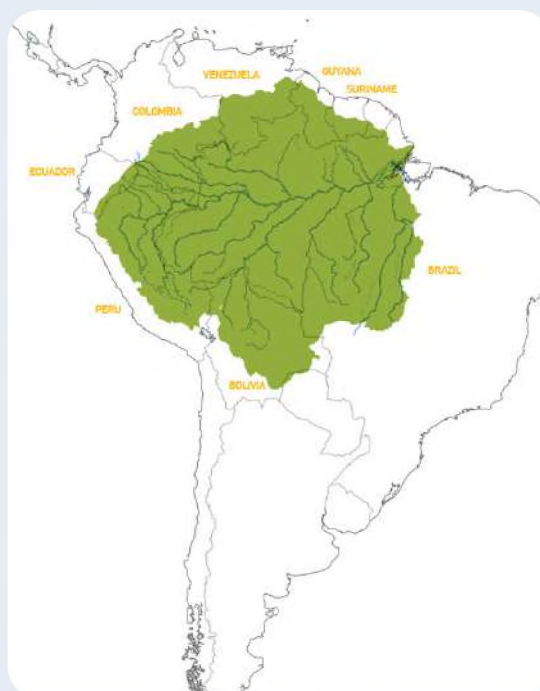 VENEZUELA
GUYANA
SURINAME
COLOMBIA
ECUADOR
BRAZIL
PERU
BOLIVIA